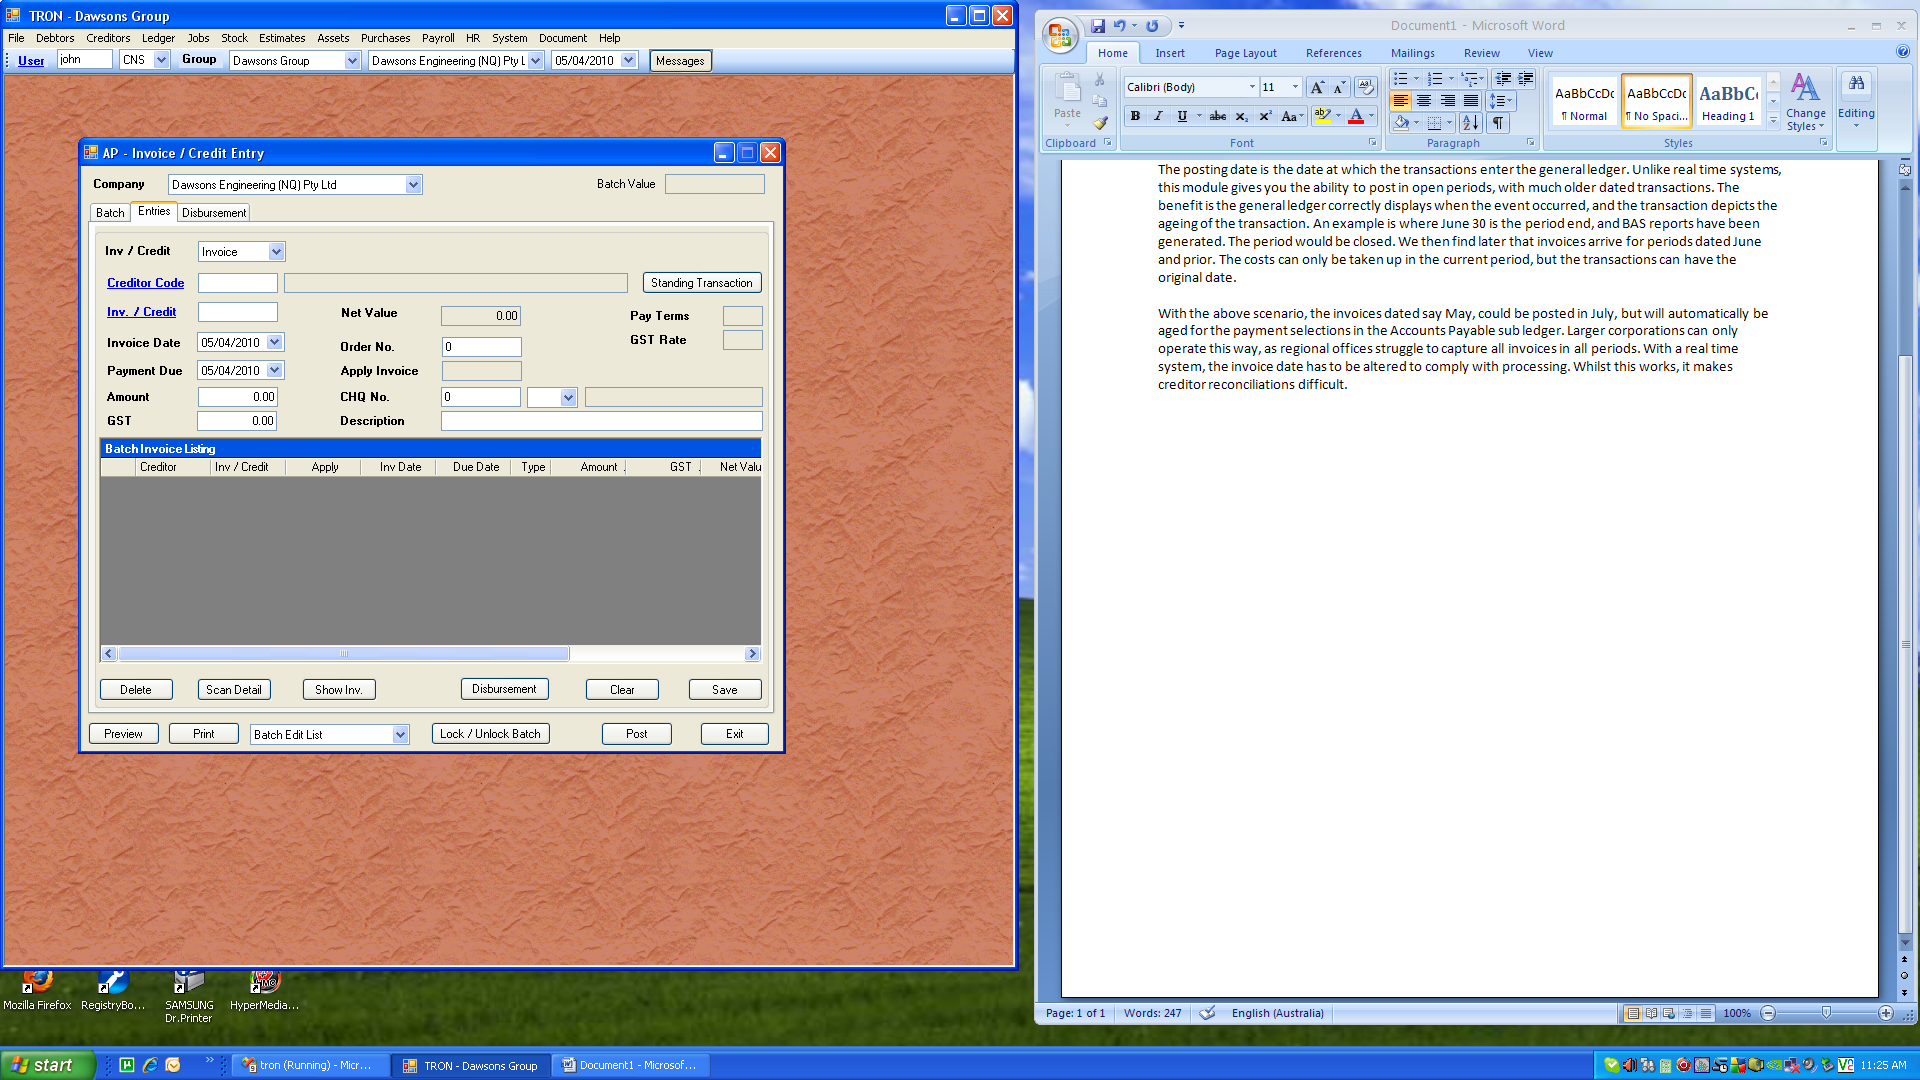 TRON - Dawsons Group
File Debtors Creditors Ledger Jobs Stock Estimates Assets Purchases Payroll HR System Document Help
User john CNS Group Dawsons Group Dawsons Engineering (NQ) Pty L 05/04/2010 Messages
AP - Invoice / Credit Entry
Company Dawsons Engineering (NQ) Pty Ltd Batch Value
Batch Entries Disbursement
Inv / Credit Invoice
Creditor Code Standing Transaction
Inv. / Credit Net Value 0.00 Pay Terms
GST Rate
Invoice Date 05/04/2010 Order No. 0
Payment Due 05/04/2010 Apply Invoice
Amount 0.00 CHQ No. 0
GST 0.00 Description
Batch Invoice Listing
Creditor Inv / Credit Apply Inv Date Due Date Type Amount GST Net Valu
Delete Scan Detail Show Inv. Disbursement Clear Save
Preview Print Batch Edit List Lock / Unlock Batch Post Exit
Mozilla Firefox RegistryBo... SAMSUNG Dr.Printer HyperMedia...
Document1 - Microsoft Word
Home Insert Page Layout References Mailings Review View
Paste Calibri (Body) 11 AaBbCcDc AaBbCcDc AaBbC
¶ Normal ¶ No Spaci... Heading 1 Change Styles Editing
Clipboard Font Paragraph Styles
The posting date is the date at which the transactions enter the general ledger. Unlike real time systems,
this module gives you the ability to post in open periods, with much older dated transactions. The
benefit is the general ledger correctly displays when the event occurred, and the transaction depicts the
ageing of the transaction. An example is where June 30 is the period end, and BAS reports have been
generated. The period would be closed. We then find later that invoices arrive for periods dated June
and prior. The costs can only be taken up in the current period, but the transactions can have the
original date.
With the above scenario, the invoices dated say May, could be posted in July, but will automatically be
aged for the payment selections in the Accounts Payable sub ledger. Larger corporations can only
operate this way, as regional offices struggle to capture all invoices in all periods. With a real time
system, the invoice date has to be altered to comply with processing. Whilst this works, it makes
creditor reconciliations difficult.
Page: 1 of 1 Words: 247 English (Australia) 100%
start tron (Running) - Micr... TRON - Dawsons Group Document1 - Microsof... 11:25 AM